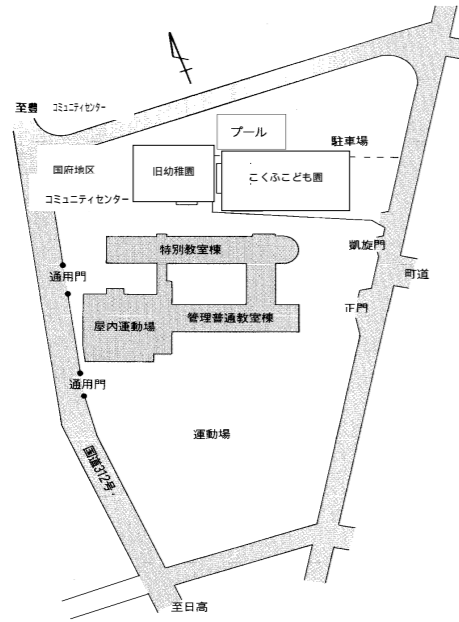 至豊 コミュニティセンター
プール
駐車場
国府地区
旧幼稚園
こくふこども園
コミュニティセンター
凱旋門
特別教室棟
町道
通用門
正門
管理普通教室棟
屋内運動場
通用門
運動場
国道312号
至日高